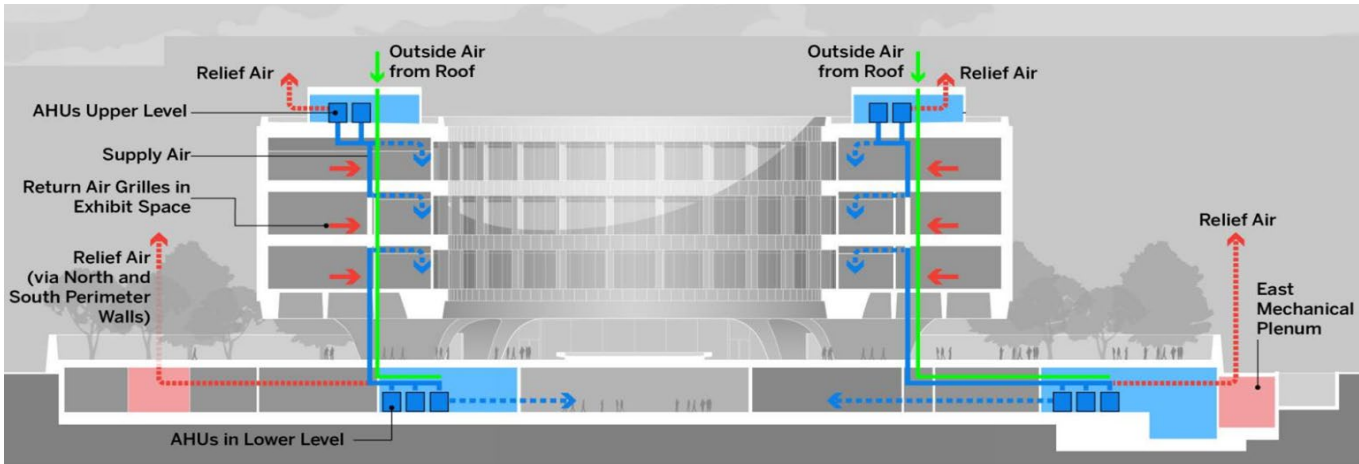 Outside Air
from Roof
Relief Air
AHUs Upper Level
Supply Air
Return Air Grilles in
Exhibit Space
Relief Air
(via North and
South Perimeter
Walls)
AHUs in Lower Level
Outside Air
from Roof
Relief Air
Relief Air
East
Mechanical
Plenum